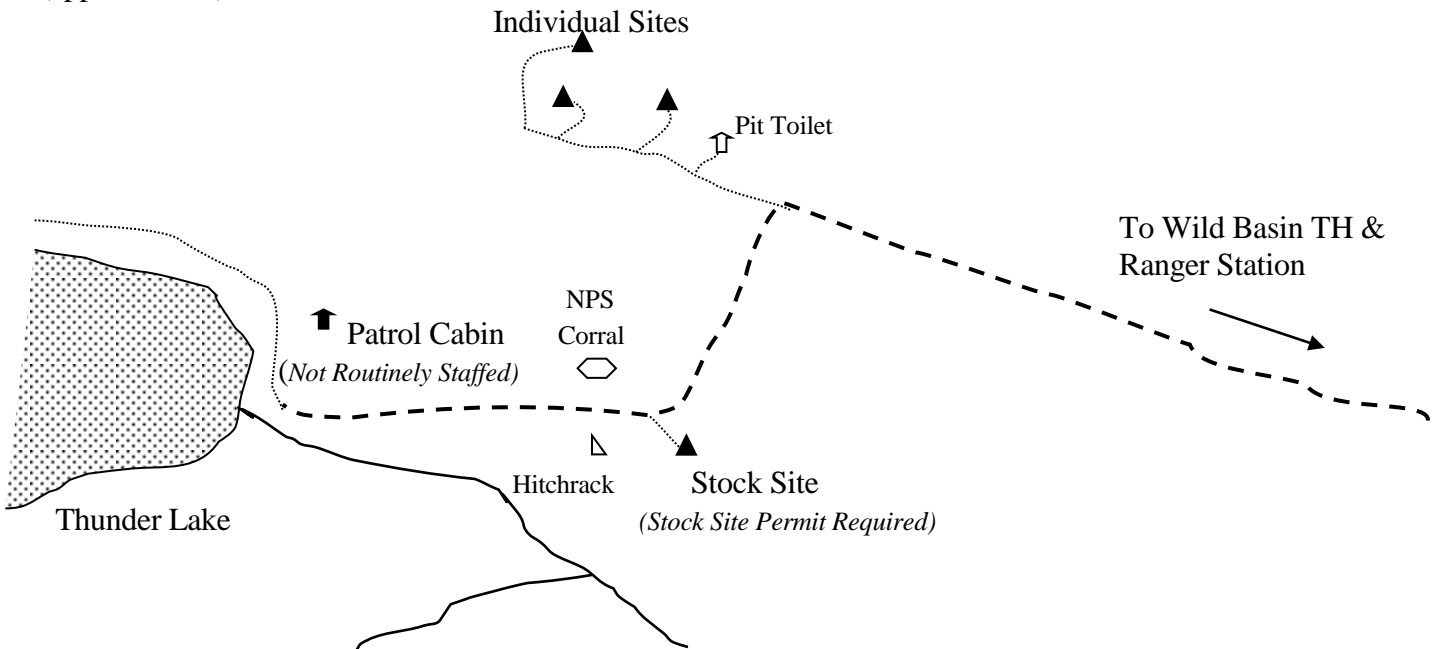 Individual Sites
Pit Toilet
To Wild Basin TH &
Ranger Station
NPS
Corral
Patrol Cabin
(Not Routinely Staffed)
Hitchrack
Stock Site
(Stock Site Permit Required)
Thunder Lake